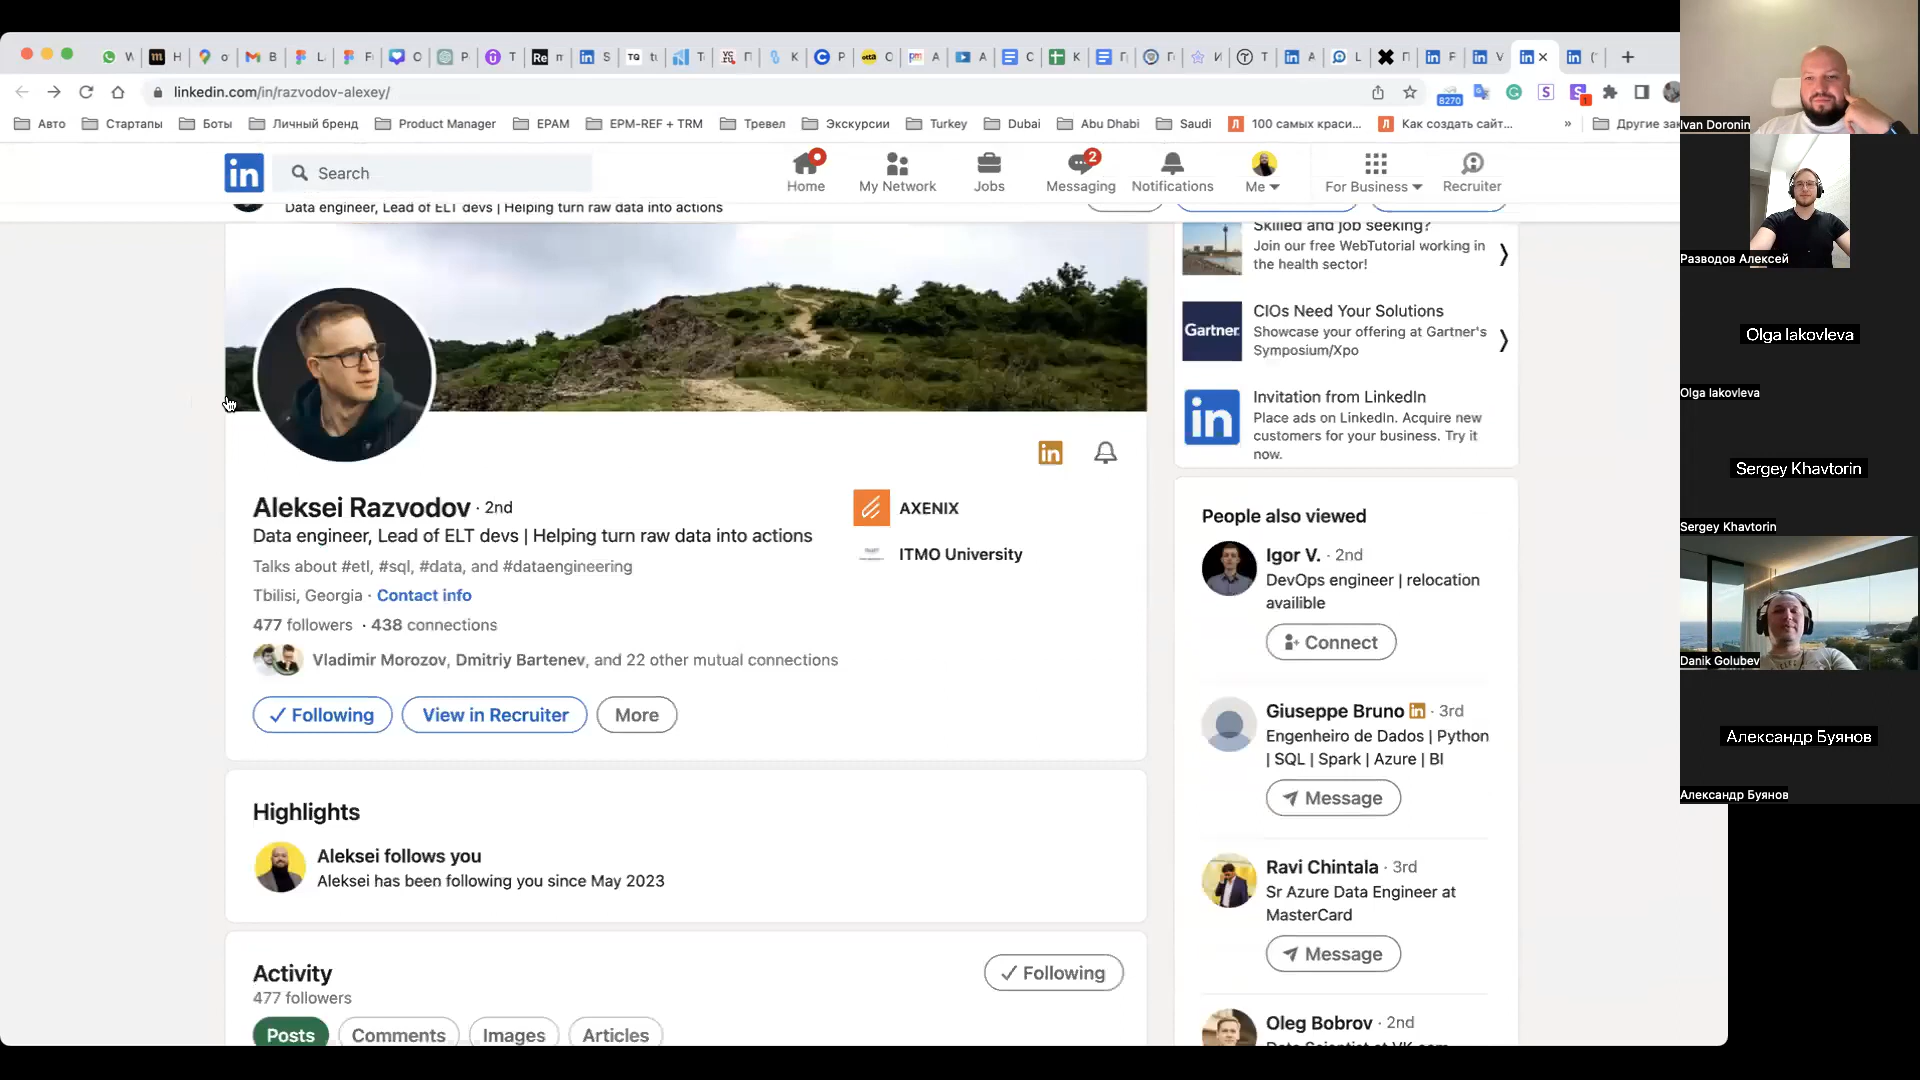 linkedin.com/in/razvodov-alexey/
8270
1
Авто
Стартапы
Боты
Личный бренд
Product Manager
EPAM
EPM-REF + TRM
Тревел
Экскурсии
Turkey
Dubai
Abu Dhabi
Saudi
100 самых краси...
Как создать сайт...
»
in
Search
Home
My Network
Jobs
2
Messaging
Notifications
Me
For Business
Recruiter
Data engineer, Lead of ELT devs | Helping turn raw data into actions
Aleksei Razvodov · 2nd
Data engineer, Lead of ELT devs | Helping turn raw data into actions
Talks about #etl, #sql, #data, and #dataengineering
Tbilisi, Georgia · Contact info
477 followers · 438 connections
Vladimir Morozov, Dmitriy Bartenev, and 22 other mutual connections
Following
View in Recruiter
More
in
AXENIX
ITMO University
Highlights
Aleksei follows you
Aleksei has been following you since May 2023
Activity
477 followers
Following
Posts
Comments
Images
Articles
Skilled and job seeking?
Join our free WebTutorial working in
the health sector!
Gartner
CIOs Need Your Solutions
Showcase your offering at Gartner's
Symposium/Xpo
in
Invitation from LinkedIn
Place ads on LinkedIn. Acquire new
customers for your business. Try it
now.
People also viewed
Igor V. · 2nd
DevOps engineer | relocation
availible
Connect
Giuseppe Bruno in · 3rd
Engenheiro de Dados | Python
| SQL | Spark | Azure | BI
Message
Ravi Chintala · 3rd
Sr Azure Data Engineer at
MasterCard
Message
Oleg Bobrov · 2nd
Ivan Doronin
Разводов Алексей
Olga Iakovleva
Olga Iakovleva
Sergey Khavtorin
Sergey Khavtorin
Danik Golubev
Александр Буянов
Александр Буянов